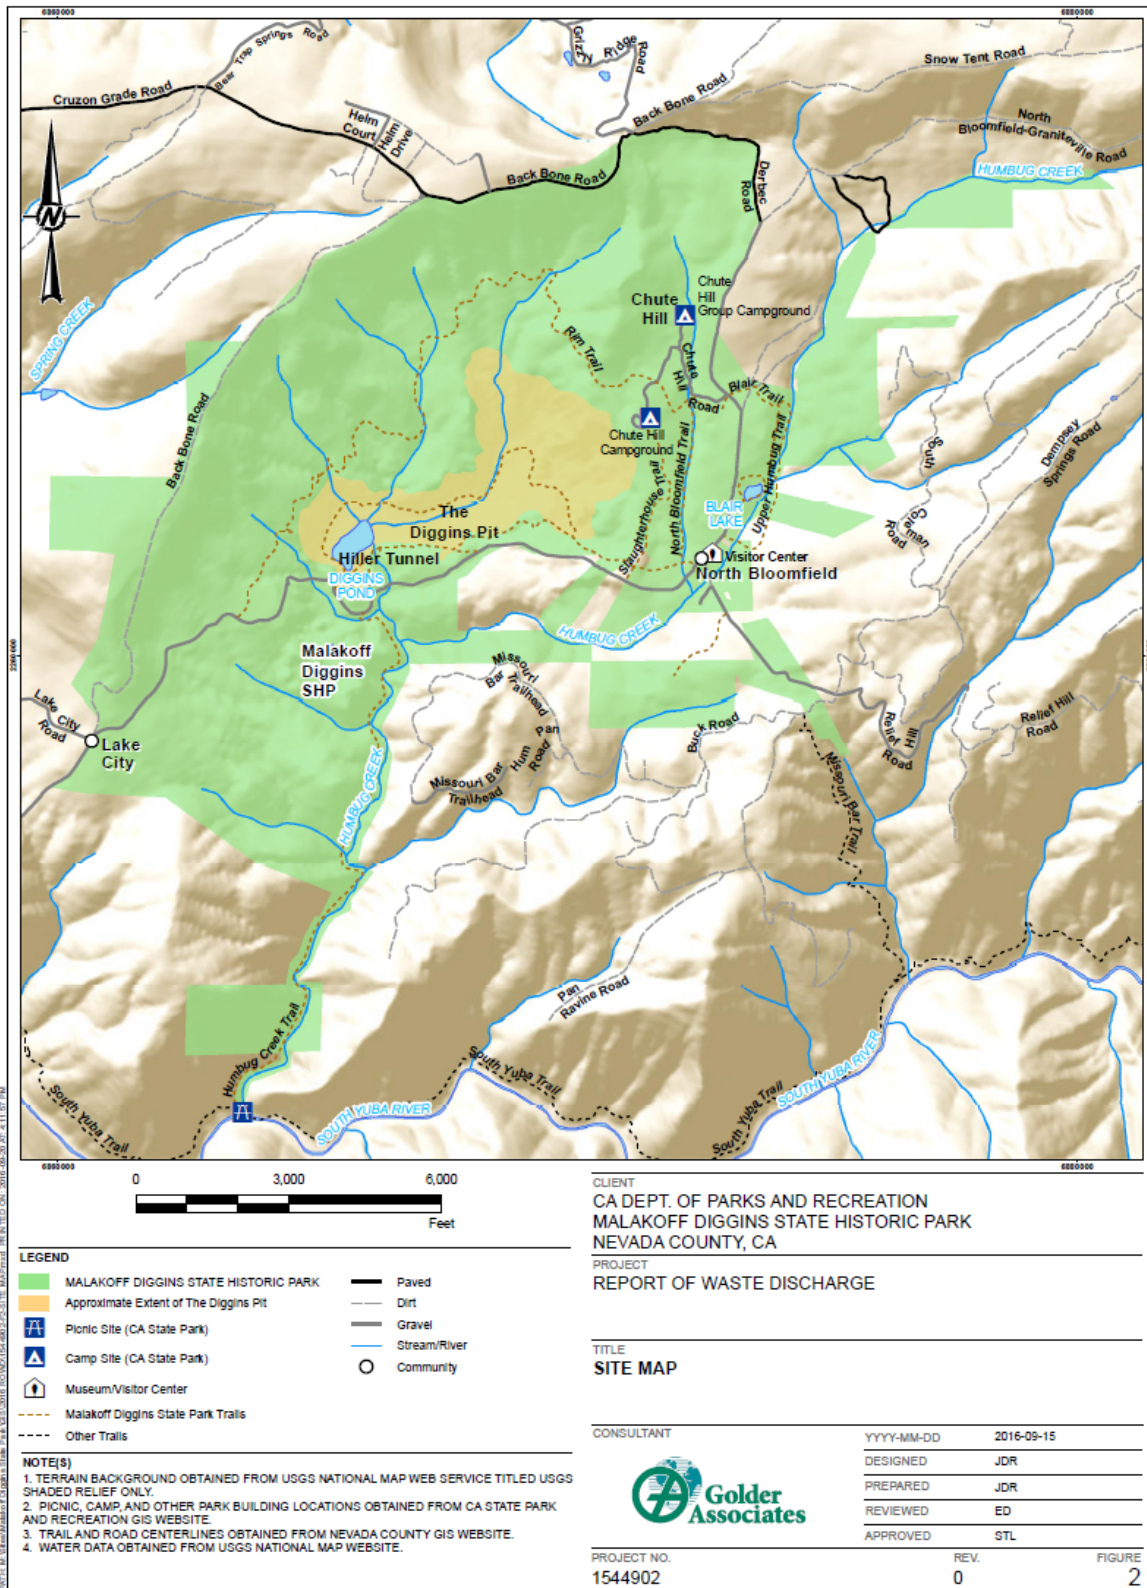 6860000
6880000
Bear Trap Springs Road
Grizzly Ridge Road
Snow Tent Road
Cruzon Grade Road
Back Bone Road
Helm
Court
Helm
Drive
North
Bloomfield-Graniteville Road
HUMBUG CREEK
Back Bone Road
Derbec
Road
SPRING CREEK
Chute
Hill
Chute
Hill
Group Campground
Rim Trail
Chute
Hill
Road
Blair Trail
Back Bone Road
Chute Hill
Campground
Slaughterhouse Trail
North Bloomfield Trail
Upper Humbug Trail
BLAIR
LAKE
South
Coleman
Road
Dempsey
Springs Road
The
Diggins Pit
Hiller Tunnel
DIGGINS
POND
Visitor Center
North Bloomfield
HUMBUG CREEK
Malakoff
Diggins
SHP
Missouri
Bar
Trailhead
Pan
Hum
Road
Missouri Bar
Trailhead
Buck Road
Relief
Hill
Road
Relief Hill
Road
Lake City
Road
Lake
City
HUMBUG CREEK
Missouri Bar Trail
Pan
Ravine Road
Humbug Creek Trail
South Yuba Trail
SOUTH YUBA RIVER
South Yuba Trail
South Yuba Trail
SOUTH YUBA RIVER
6860000
6880000
0 3,000 6,000
Feet
LEGEND
MALAKOFF DIGGINS STATE HISTORIC PARK
Approximate Extent of The Diggins Pit
Picnic Site (CA State Park)
Camp Site (CA State Park)
Museum/Visitor Center
Malakoff Diggins State Park Trails
Other Trails
Paved
Dirt
Gravel
Stream/River
Community
NOTE(S)
1. TERRAIN BACKGROUND OBTAINED FROM USGS NATIONAL MAP WEB SERVICE TITLED USGS
SHADED RELIEF ONLY.
2. PICNIC, CAMP, AND OTHER PARK BUILDING LOCATIONS OBTAINED FROM CA STATE PARK
AND RECREATION GIS WEBSITE.
3. TRAIL AND ROAD CENTERLINES OBTAINED FROM NEVADA COUNTY GIS WEBSITE.
4. WATER DATA OBTAINED FROM USGS NATIONAL MAP WEBSITE.
CLIENT
CA DEPT. OF PARKS AND RECREATION
MALAKOFF DIGGINS STATE HISTORIC PARK
NEVADA COUNTY, CA
PROJECT
REPORT OF WASTE DISCHARGE
TITLE
SITE MAP
CONSULTANT
Golder
Associates
YYYY-MM-DD 2016-09-15
DESIGNED JDR
PREPARED JDR
REVIEWED ED
APPROVED STL
PROJECT NO.
1544902
REV.
0
FIGURE
2